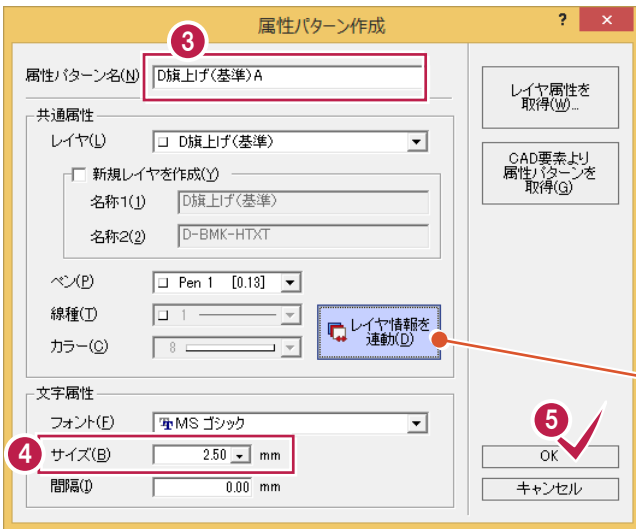 属性パターン作成
? ×
3
属性パターン名(N) D旗上げ(基準)A
レイヤ属性を
取得(W)...
共通属性
レイヤ(L) D旗上げ(基準)
CAD要素より
属性パターンを
取得(G)
新規レイヤを作成(Y)
名称1(1) D旗上げ(基準)
名称2(2) D-BMK-HTXT
ペン(P) Pen 1 [0.13]
線種(T) 1
レイヤ情報を
連動(D)
カラー(C) 8
文字属性
フォント(F) MS ゴシック
4 サイズ(B) 2.50 mm
5
OK
間隔(I) 0.00 mm
キャンセル